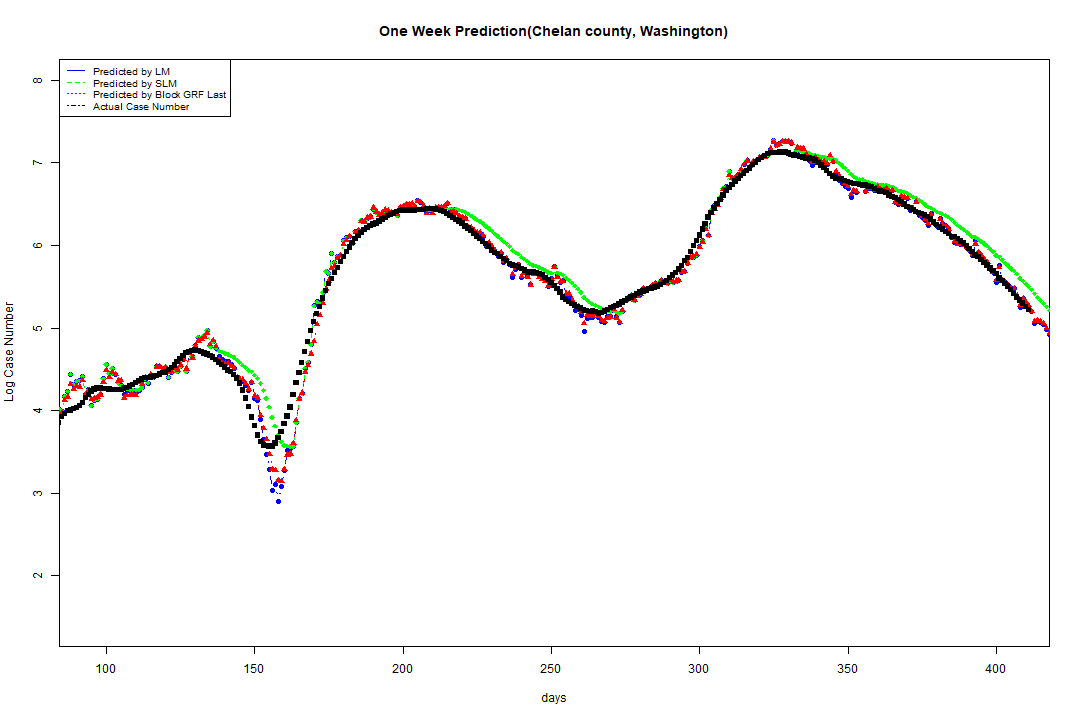 One Week Prediction(Chelan county, Washington)
Predicted by LM
Predicted by SLM
Predicted by Block GRF Last
Actual Case Number
8
7
6
5
4
3
2
Log Case Number
100 150 200 250 300 350 400
days